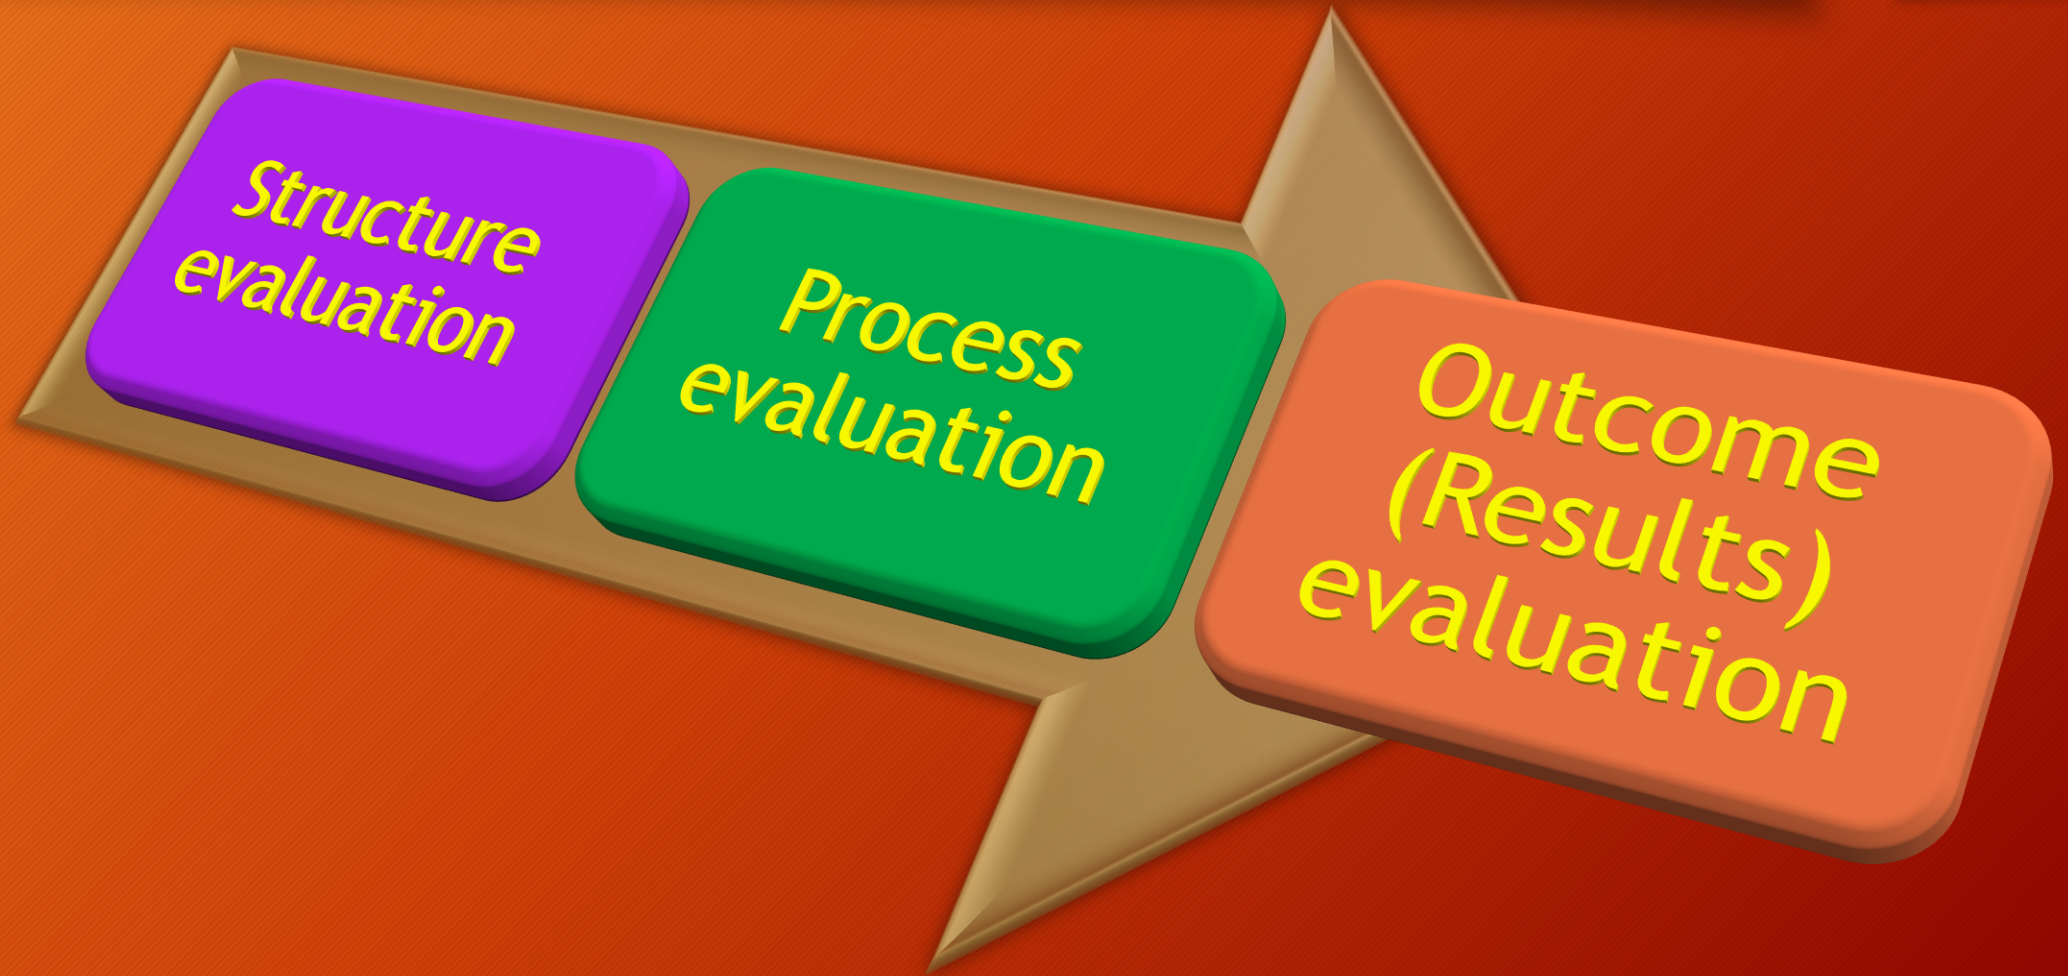 Structure
evaluation
Process
evaluation
Outcome
(Results)
evaluation